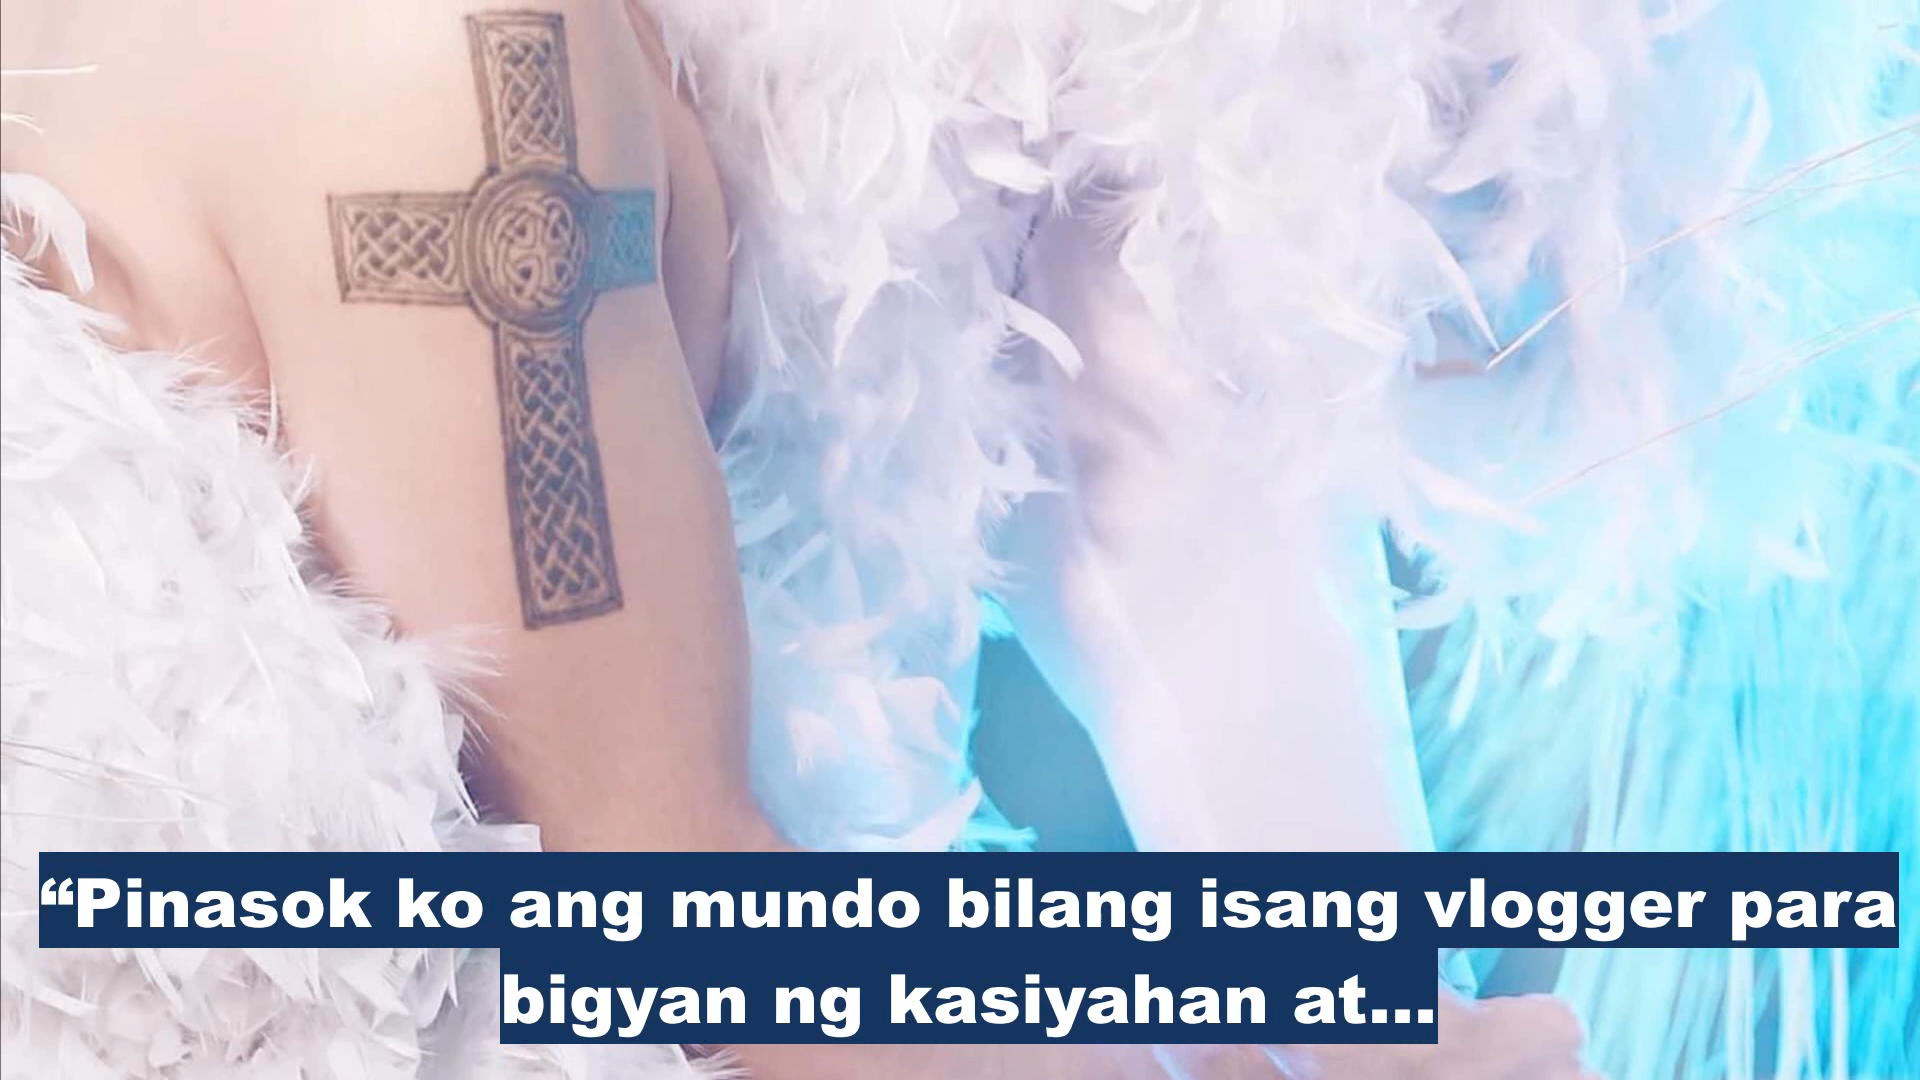 “Pinasok ko ang mundo bilang isang vlogger para
bigyan ng kasiyahan at...